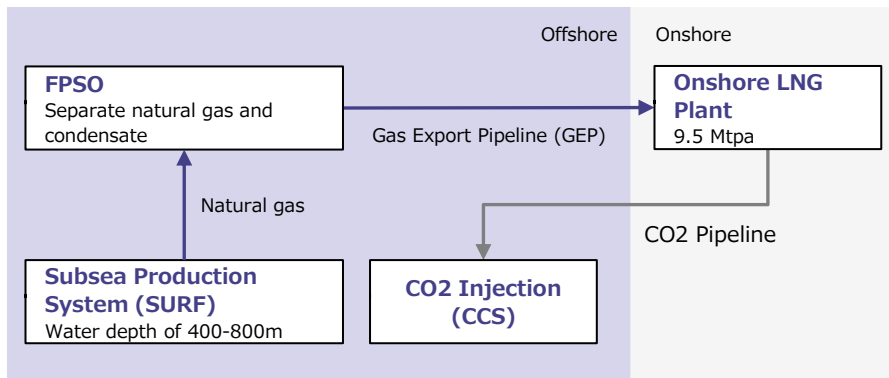 Offshore
Onshore
FPSO
Separate natural gas and
condensate
Onshore LNG
Plant
9.5 Mtpa
Gas Export Pipeline (GEP)
Natural gas
CO2 Pipeline
Subsea Production
System (SURF)
Water depth of 400-800m
CO2 Injection
(CCS)